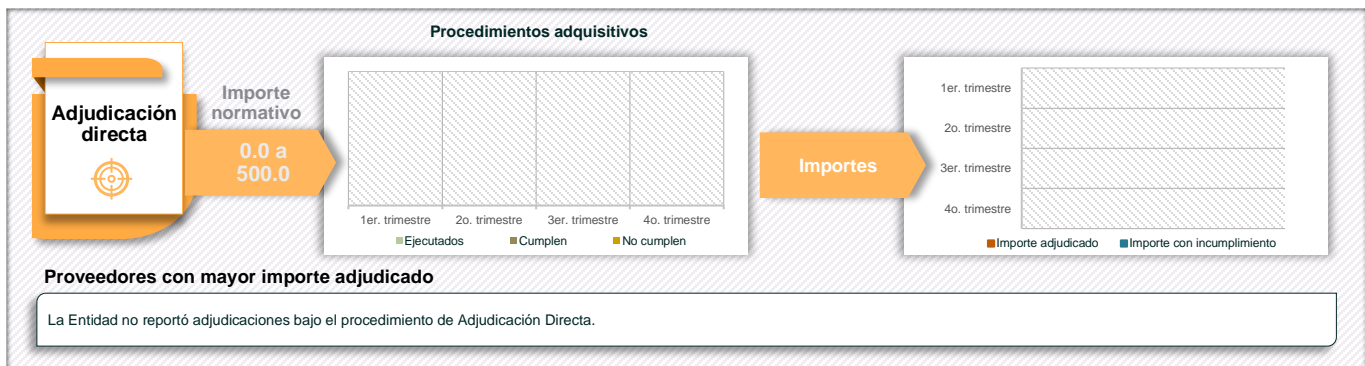 Procedimientos adquisitivos
Adjudicación
directa
Importe
normativo
0.0 a
500.0
1er. trimestre 2o. trimestre 3er. trimestre 4o. trimestre
Ejecutados Cumplen No cumplen
Importes
1er. trimestre
2o. trimestre
3er. trimestre
4o. trimestre
Importe adjudicado Importe con incumplimiento
Proveedores con mayor importe adjudicado
La Entidad no reportó adjudicaciones bajo el procedimiento de Adjudicación Directa.